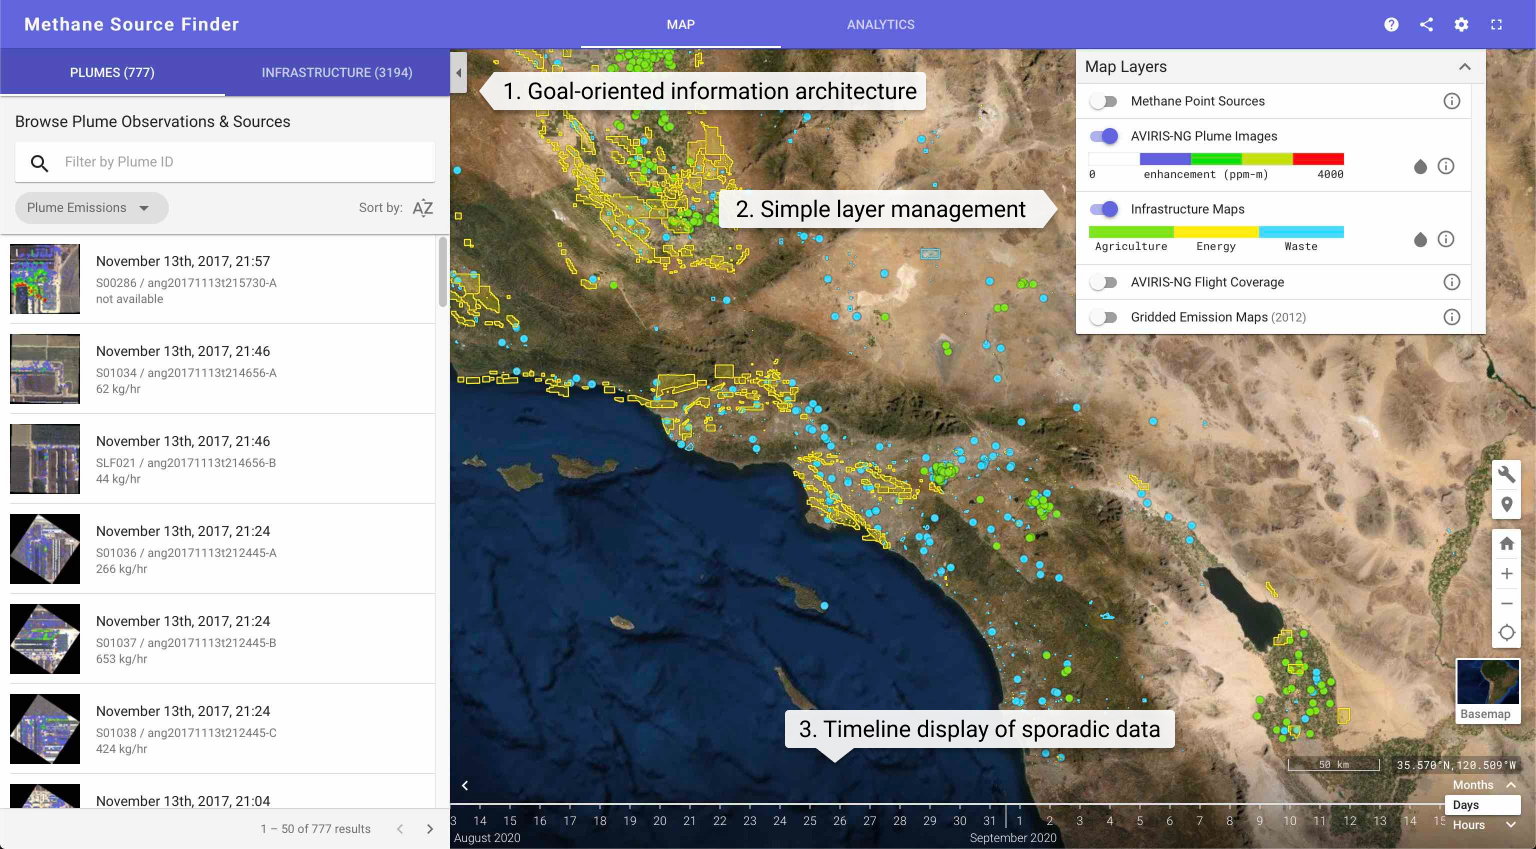 Methane Source Finder
MAP
ANALYTICS
PLUMES (777)
INFRASTRUCTURE (3194)
Browse Plume Observations & Sources
Filter by Plume ID
Plume Emissions
Sort by: AZ
November 13th, 2017, 21:57
S00286 / ang20171113t215730-A
not available
November 13th, 2017, 21:46
S01034 / ang20171113t214656-A
62 kg/hr
November 13th, 2017, 21:46
SLF021 / ang20171113t214656-B
44 kg/hr
November 13th, 2017, 21:24
S01036 / ang20171113t212445-A
266 kg/hr
November 13th, 2017, 21:24
S01037 / ang20171113t212445-B
653 kg/hr
November 13th, 2017, 21:24
S01038 / ang20171113t212445-C
424 kg/hr
November 13th, 2017, 21:04
1 – 50 of 777 results
1. Goal-oriented information architecture
2. Simple layer management
3. Timeline display of sporadic data
Map Layers
Methane Point Sources
AVIRIS-NG Plume Images
0 enhancement (ppm-m) 4000
Infrastructure Maps
Agriculture Energy Waste
AVIRIS-NG Flight Coverage
Gridded Emission Maps (2012)
Basemap
50 km
35.570°N,120.509°W
Months
Days
Hours
3 14 15 16 17 18 19 20 21 22 23 24 25 26 27 28 29 30 31 1 2 3 4 5 6 7 8 9 10 11 12 13 14 15
August 2020
September 2020